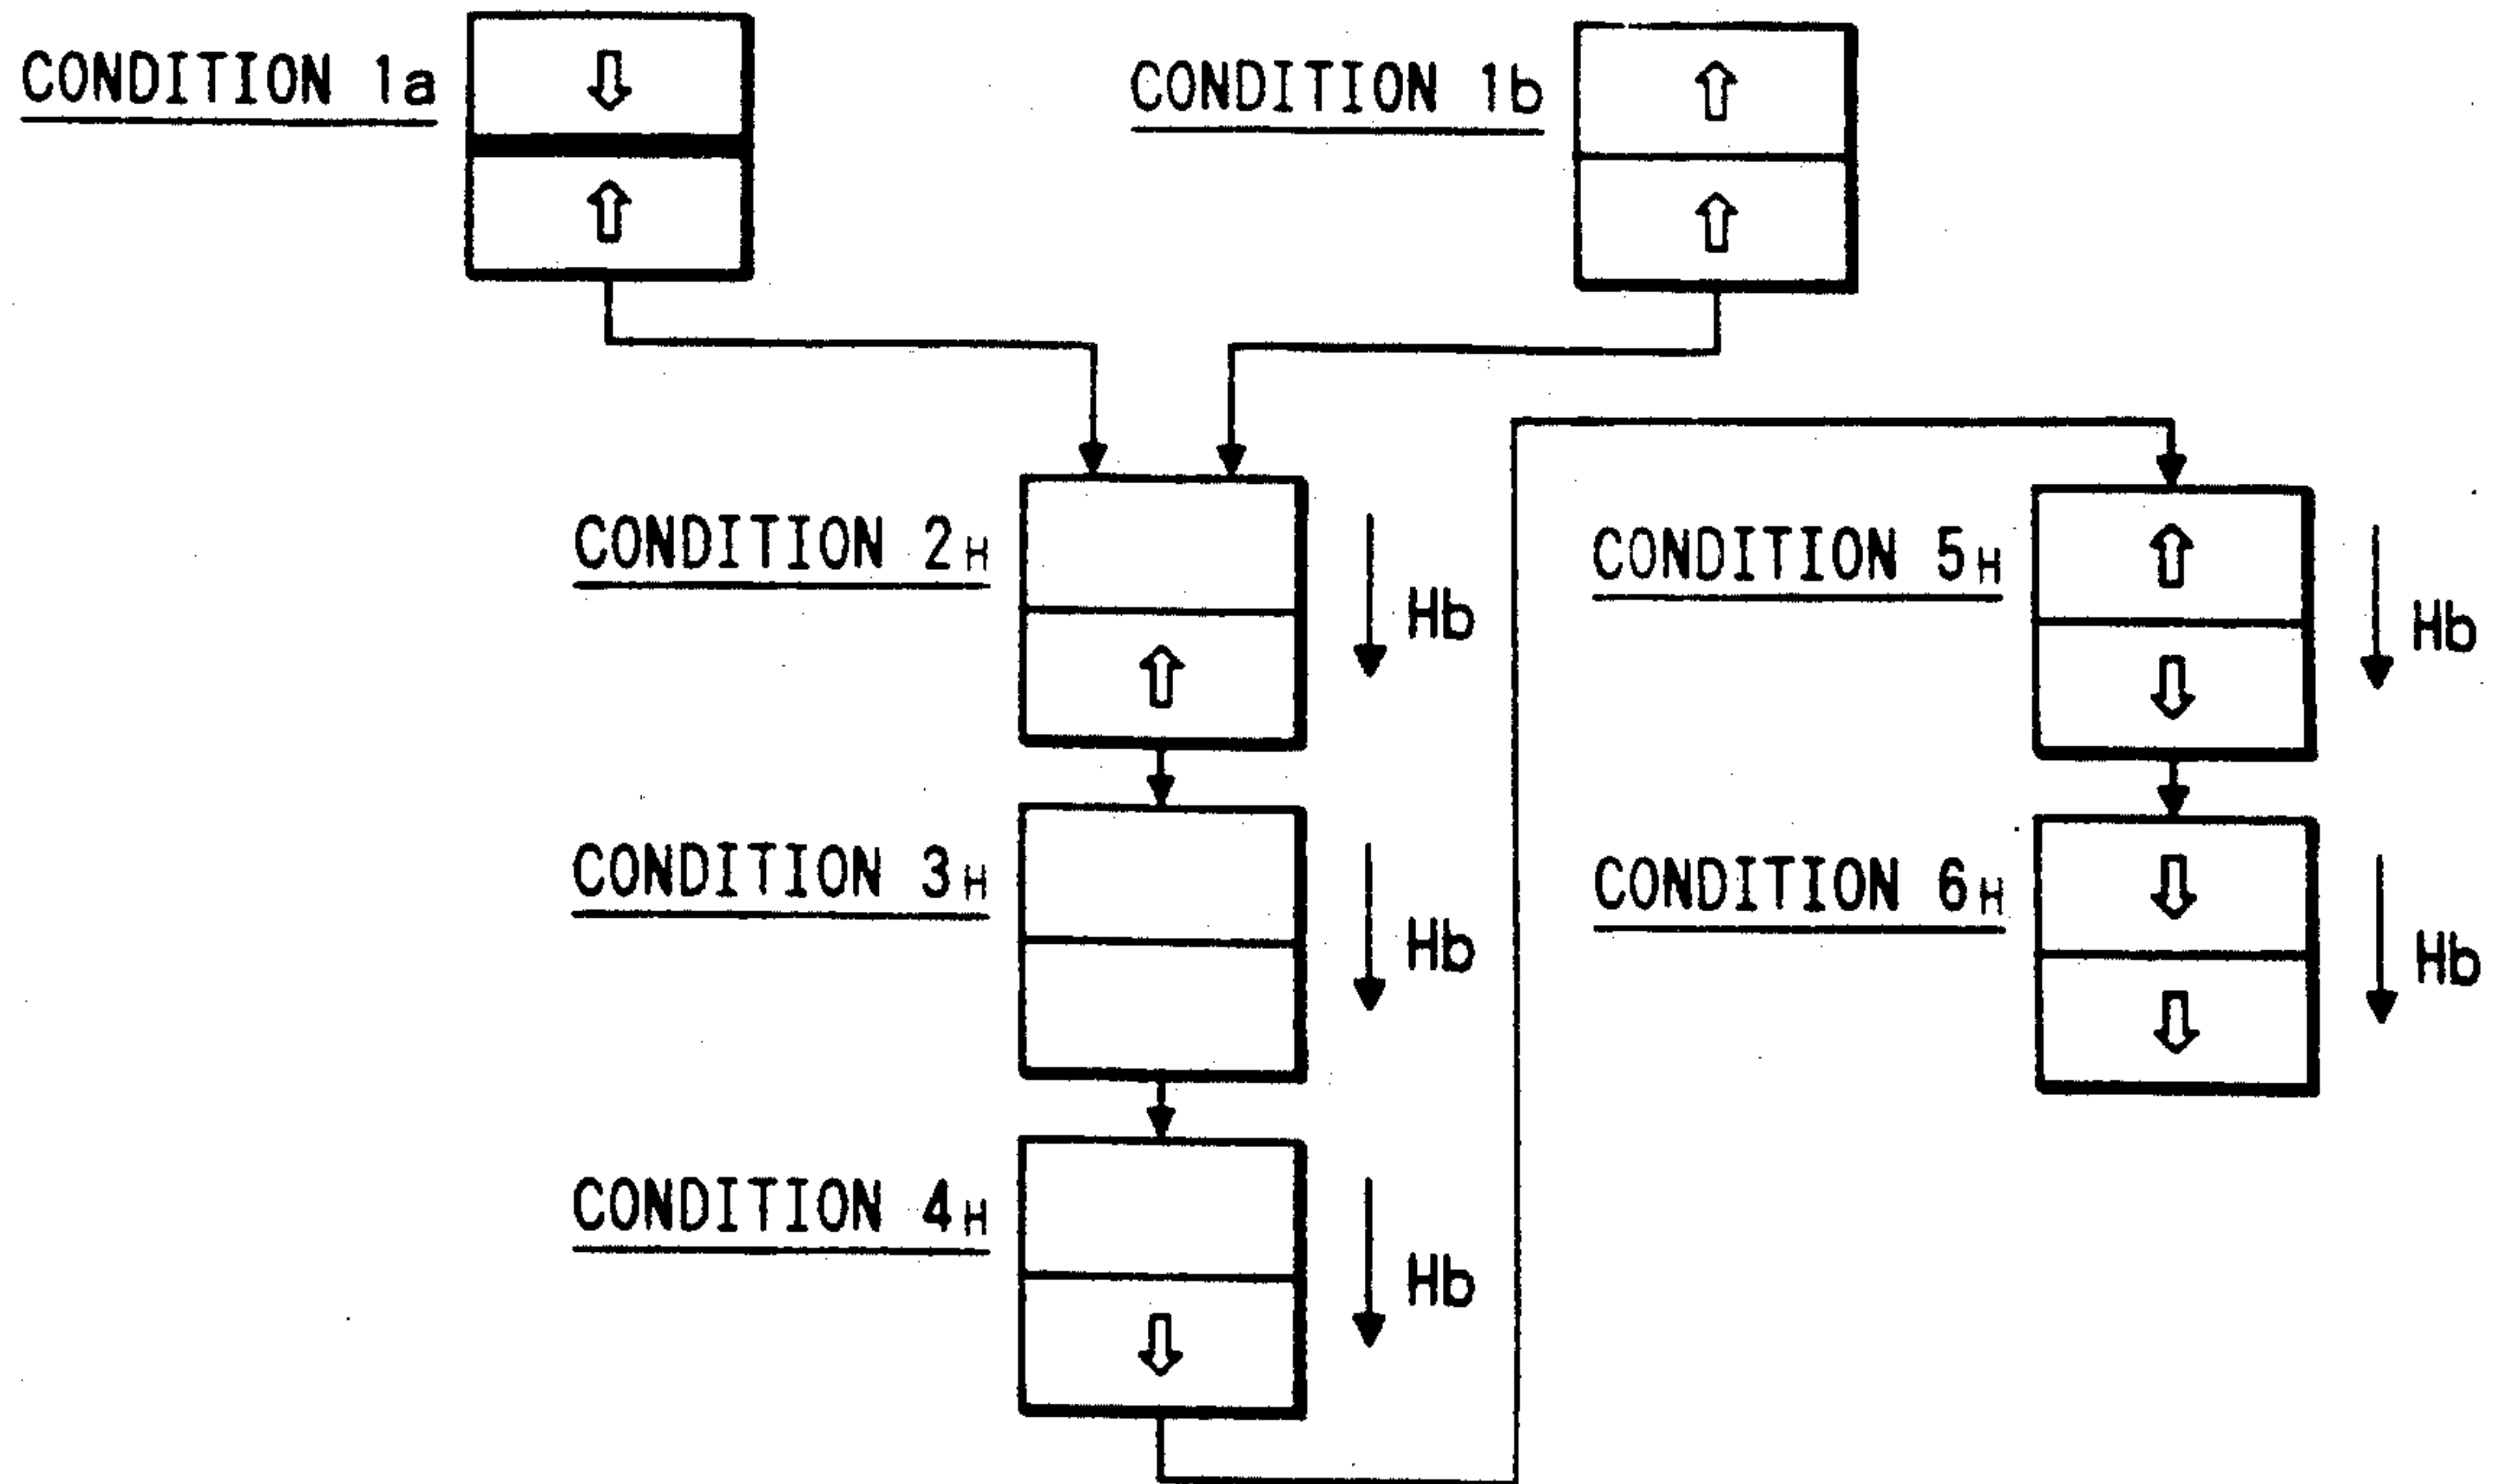 CONDITION 1a
CONDITION 1b
CONDITION 2H
Hb
CONDITION 5H
Hb
CONDITION 3H
Hb
CONDITION 6H
Hb
CONDITION 4H
Hb